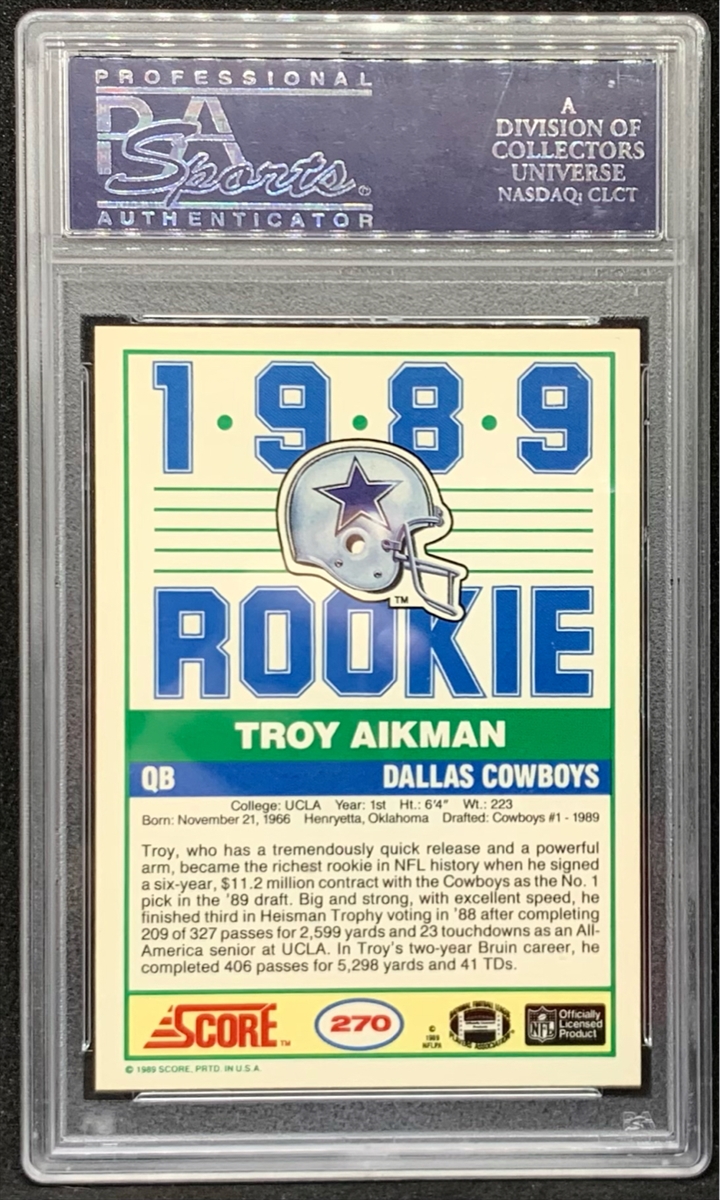 PROFESSIONAL
PSA
Sports®
AUTHENTICATOR
A
DIVISION OF
COLLECTORS
UNIVERSE
NASDAQ: CLCT
1·9·8·9
TM
ROOKIE
TROY AIKMAN
QB DALLAS COWBOYS
College: UCLA Year: 1st Ht.: 6'4" Wt.: 223
Born: November 21, 1966 Henryetta, Oklahoma Drafted: Cowboys #1 - 1989
Troy, who has a tremendously quick release and a powerful
arm, became the richest rookie in NFL history when he signed
a six-year, $11.2 million contract with the Cowboys as the No. 1
pick in the '89 draft. Big and strong, with excellent speed, he
finished third in Heisman Trophy voting in '88 after completing
209 of 327 passes for 2,599 yards and 23 touchdowns as an All-
America senior at UCLA. In Troy's two-year Bruin career, he
completed 406 passes for 5,298 yards and 41 TDs.
SCORE™
270
©
1989
NFLPA
NFL
Officially
Licensed
Product
© 1989 SCORE, PRTD. IN U.S.A.
PSA